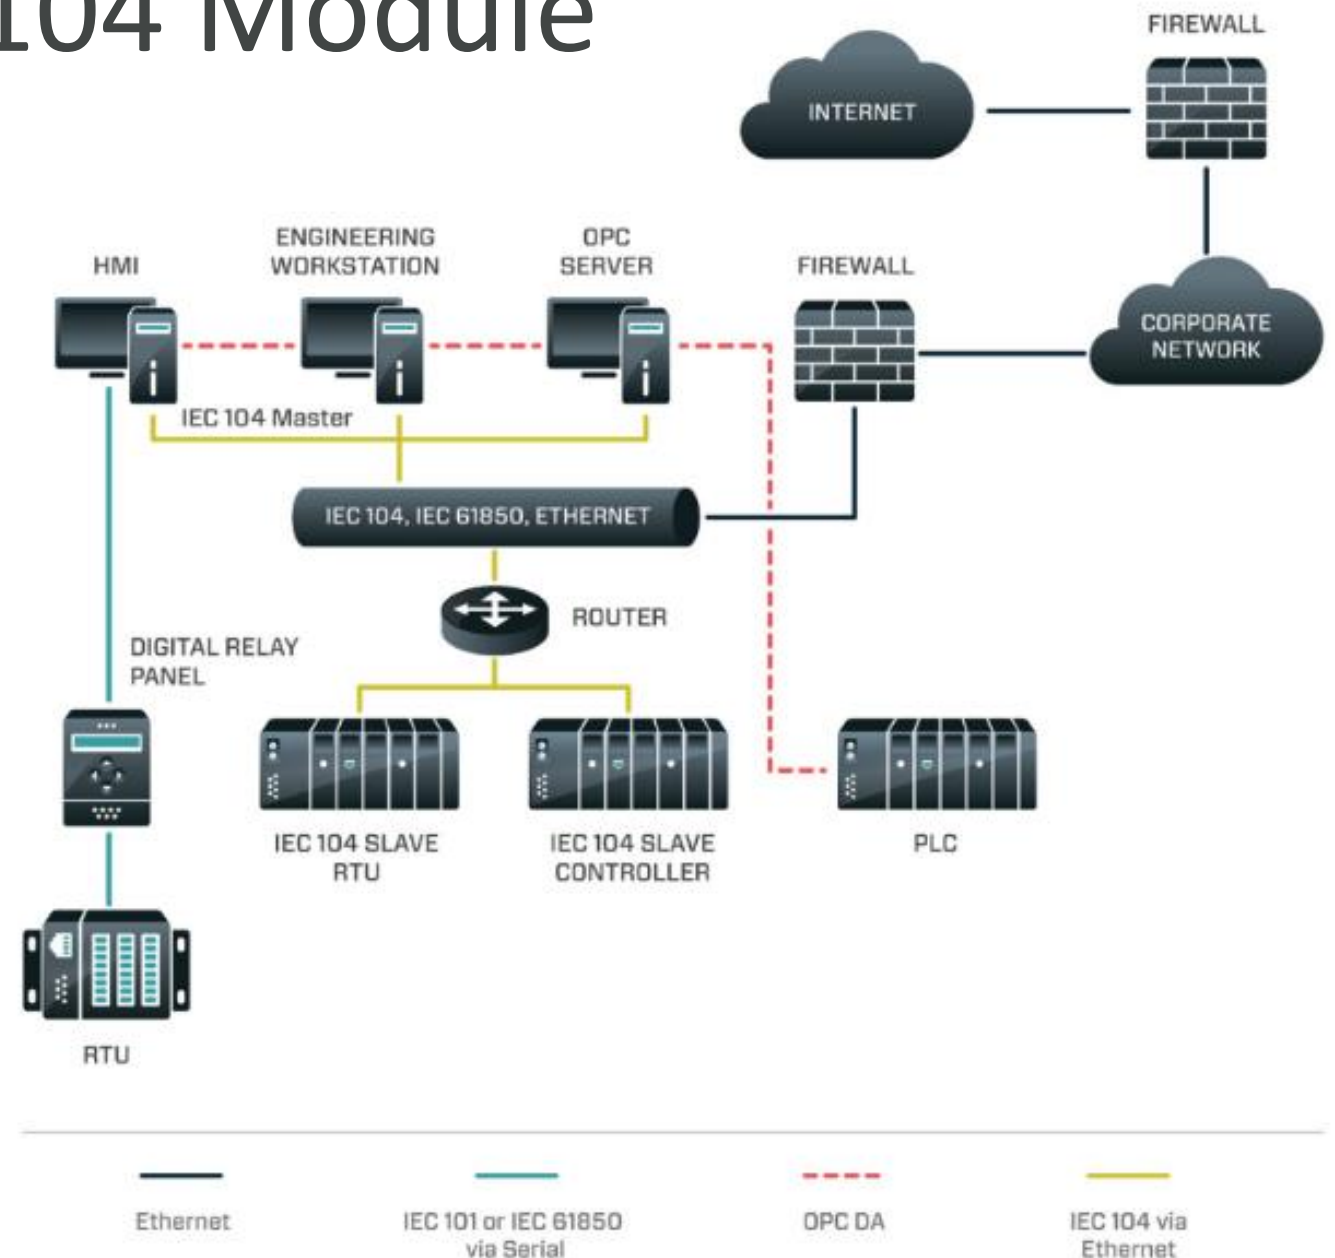 104 Module
FIREWALL
INTERNET
ENGINEERING
WORKSTATION
OPC
SERVER
HMI
FIREWALL
CORPORATE
NETWORK
IEC 104 Master
IEC 104, IEC 61850, ETHERNET
ROUTER
DIGITAL RELAY
PANEL
IEC 104 SLAVE
RTU
IEC 104 SLAVE
CONTROLLER
PLC
RTU
Ethernet
IEC 101 or IEC 61850
via Serial
OPC DA
IEC 104 via
Ethernet